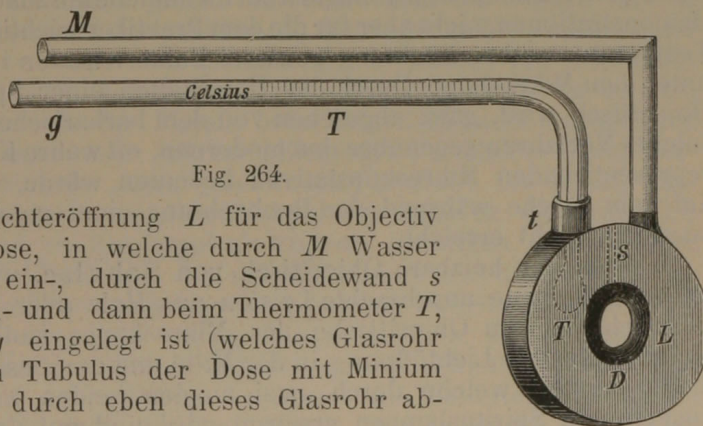 M
Celsius
g
T
Fig. 264.
t
chteröffnung L für das Objectiv
ose, in welche durch M Wasser
ein-, durch die Scheidewand s
- und dann beim Thermometer T,
eingelegt ist (welches Glasrohr
Tubulus der Dose mit Minium
durch eben dieses Glasrohr ab-
s
T
L
D